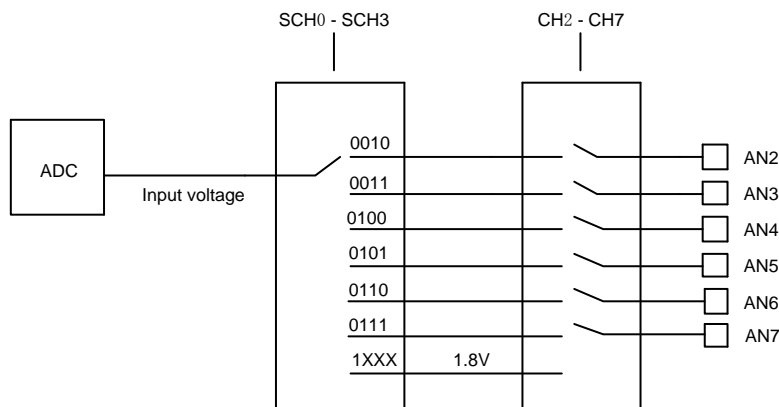 SCH0 - SCH3
CH2 - CH7
0010
AN2
ADC
0011
AN3
Input voltage
0100
AN4
0101
AN5
0110
AN6
0111
AN7
1XXX
1.8V